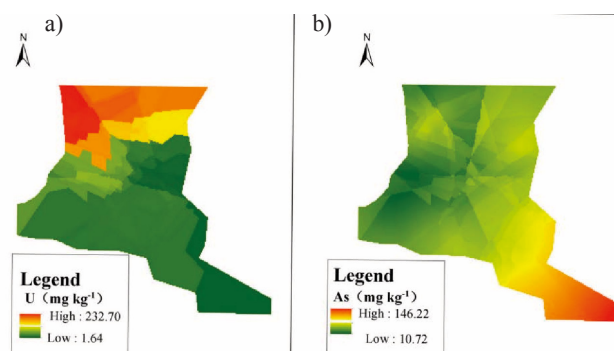 a)
N
Legend
U（mg kg⁻¹）
High : 232.70
Low : 1.64
b)
N
Legend
As（mg kg⁻¹）
High : 146.22
Low : 10.72